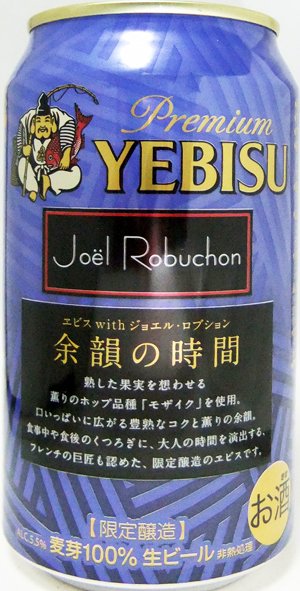 Premium
YEBISU
Joël Robuchon
ヱビス with ジョエル・ロブション
余韻の時間
熟した果実を想わせる
薫りのホップ品種「モザイク」を使用。
口いっぱいに広がる豊熟なコクと薫りの余韻。
食事中や食後のくつろぎに、大人の時間を演出する、
フレンチの巨匠も認めた、限定醸造のヱビスです。
お酒
【限定醸造】
ALC.5.5% 麦芽100% 生ビール 非熱処理